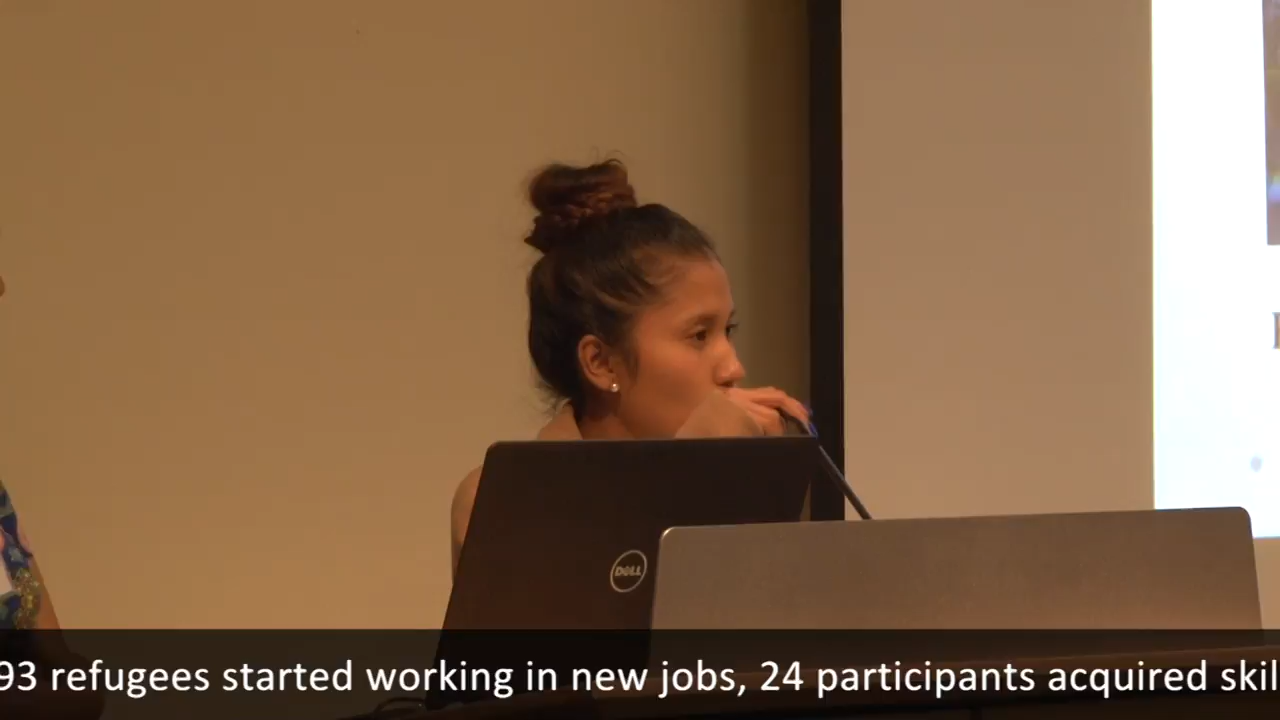 DELL
93 refugees started working in new jobs, 24 participants acquired skil